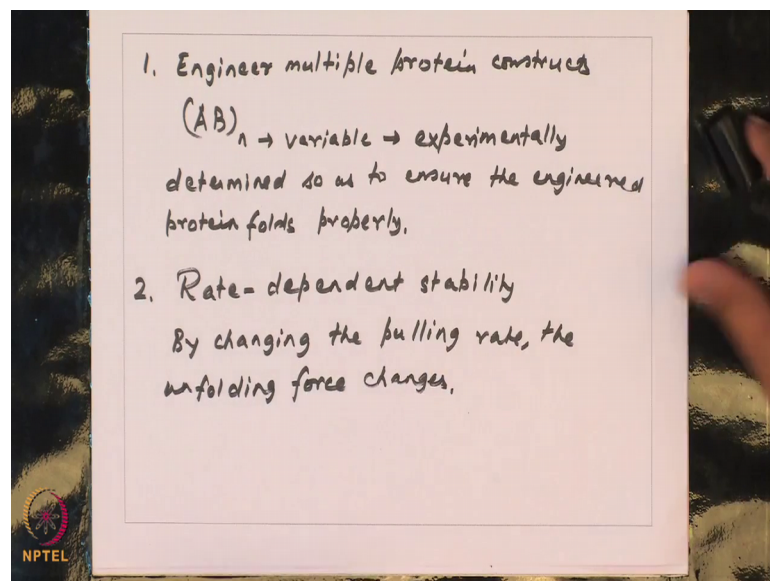 1. Engineer multiple protein constructs
(AB)n → variable → experimentally
determined so as to ensure the engineered
protein folds properly.
2. Rate-dependent stability
By changing the pulling rate, the
unfolding force changes.
NPTEL